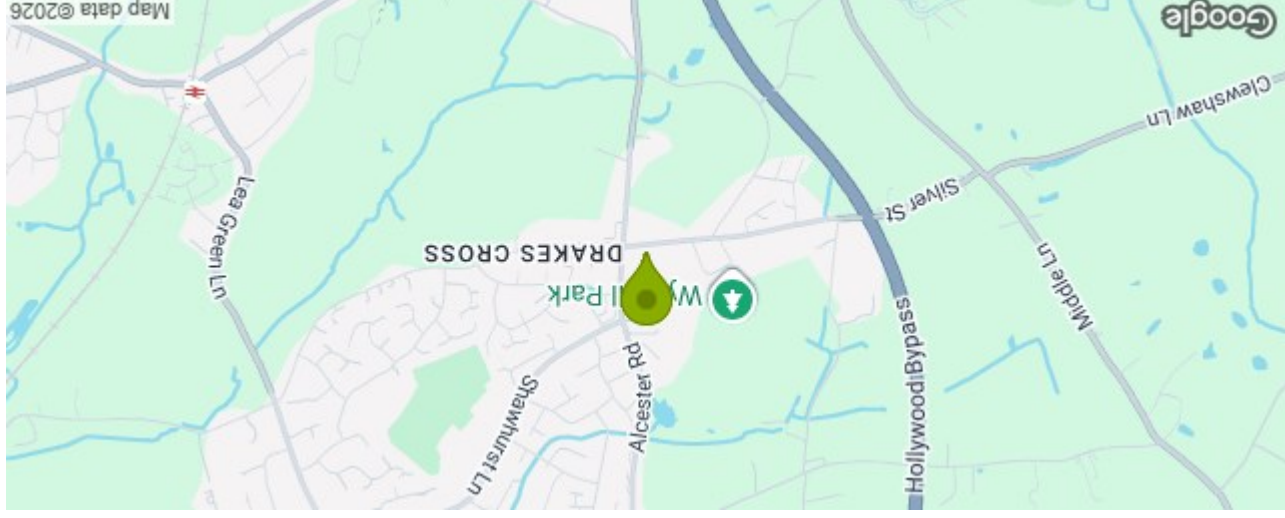 Map data ©2026
Google
Clewshaw Ln
Silver St
Lea Green Ln
DRAKES CROSS
Park
Middle Ln
Hollywood Bypass
Alcester Rd
Shawhurst Ln